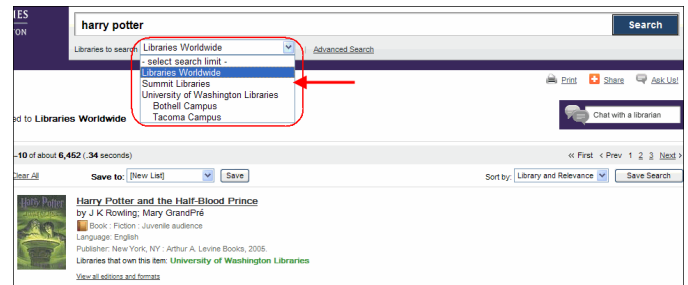 IES
TON
harry potter
Search
Libraries to search
Libraries Worldwide
Advanced Search
- select search limit -
Libraries Worldwide
Summit Libraries
University of Washington Libraries
Bothell Campus
Tacoma Campus
Print
Share
Ask Us!
ed to Libraries Worldwide
Chat with a librarian
-10 of about 6,452 (.34 seconds)
‹‹ First ‹ Prev 1 2 3 Next ›
Clear All
Save to: [New List]
Save
Sort by: Library and Relevance
Save Search
Harry Potter
Harry Potter and the Half-Blood Prince
by J K Rowling; Mary GrandPré
Book : Fiction : Juvenile audience
Language: English
Publisher: New York, NY : Arthur A. Levine Books, 2005.
Libraries that own this item: University of Washington Libraries
View all editions and formats